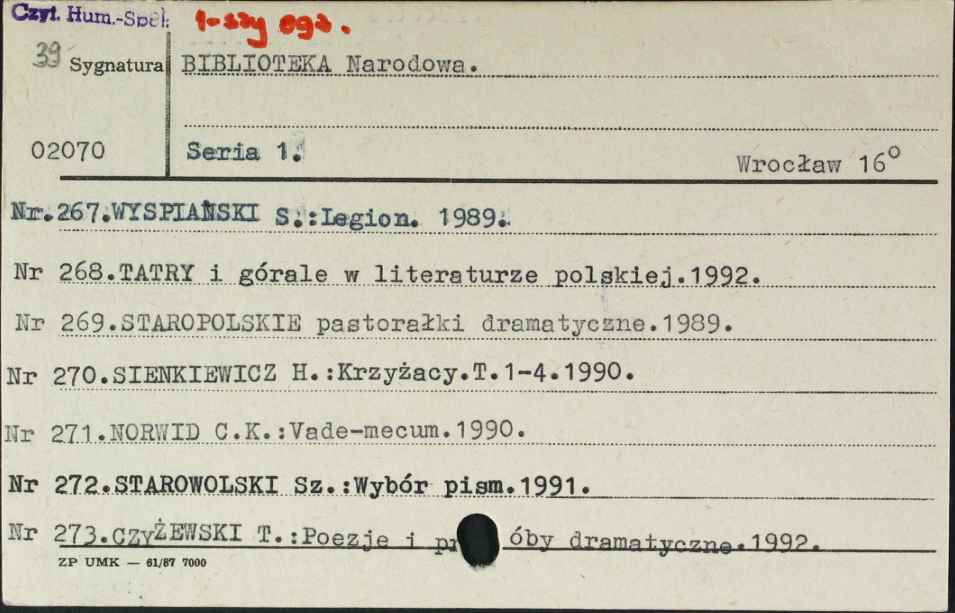 Czyt. Hum.-Społ.
1-szy egz.
39 Sygnatura BIBLIOTEKA Narodowa.
02070 Seria 1. Wrocław 16°
Nr.267.WYSPIAŃSKI S.:Legion. 1989.
Nr 268.TATRY i górale w literaturze polskiej.1992.
Nr 269.STAROPOLSKIE pastorałki dramatyczne.1989.
Nr 270.SIENKIEWICZ H.:Krzyżacy.T.1-4.1990.
Nr 271.NORWID C.K.:Vade-mecum.1990.
Nr 272.STAROWOLSKI Sz.:Wybór pism.1991.
Nr 273.CZYŻEWSKI T.:Poezje i pr óby dramatyczne.1992.
ZP UMK — 61/87 7000